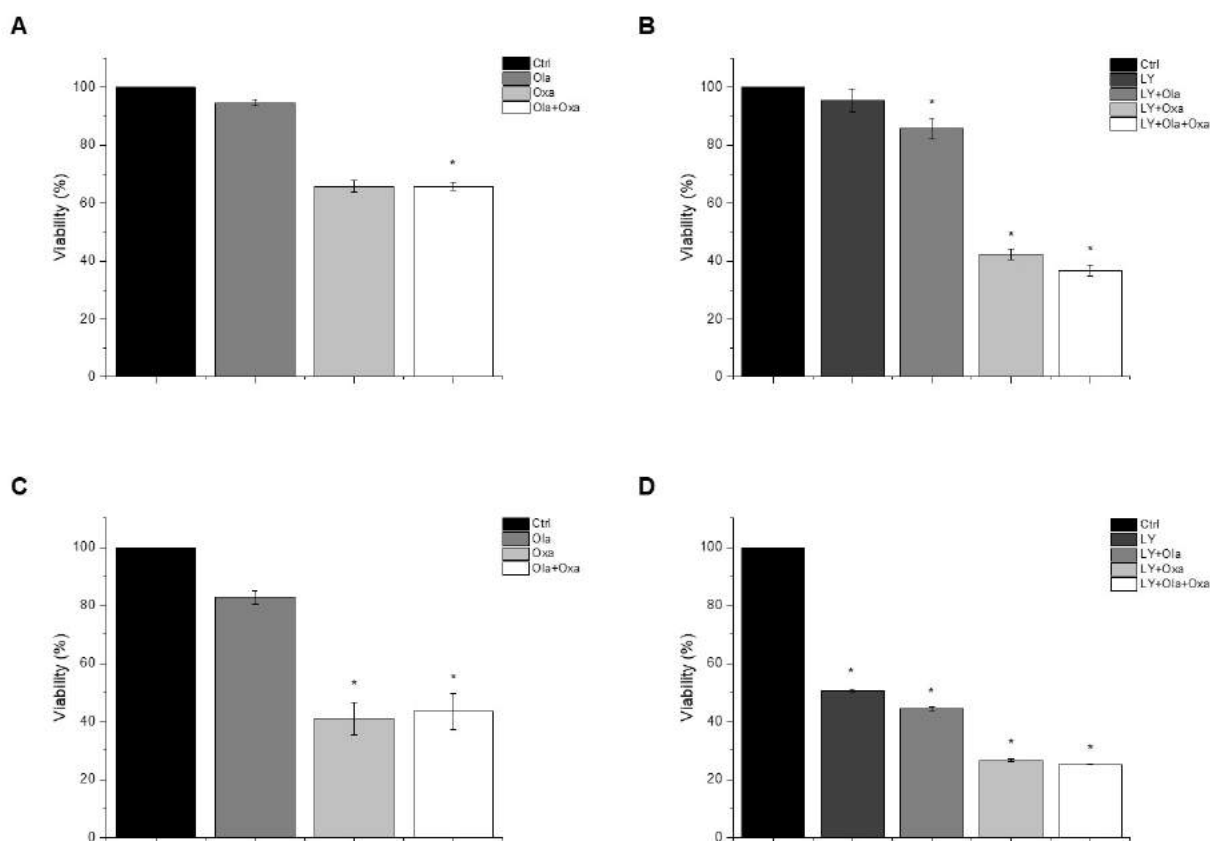 A
Ctrl
Ola
Oxa
Ola+Oxa
100
80
60
40
20
0
Viability (%)
*
B
Ctrl
LY
LY+Ola
LY+Oxa
LY+Ola+Oxa
100
80
60
40
20
0
Viability (%)
*
*
*
C
Ctrl
Ola
Oxa
Ola+Oxa
100
80
60
40
20
0
Viability (%)
*
*
D
Ctrl
LY
LY+Ola
LY+Oxa
LY+Ola+Oxa
100
80
60
40
20
0
Viability (%)
*
*
*
*